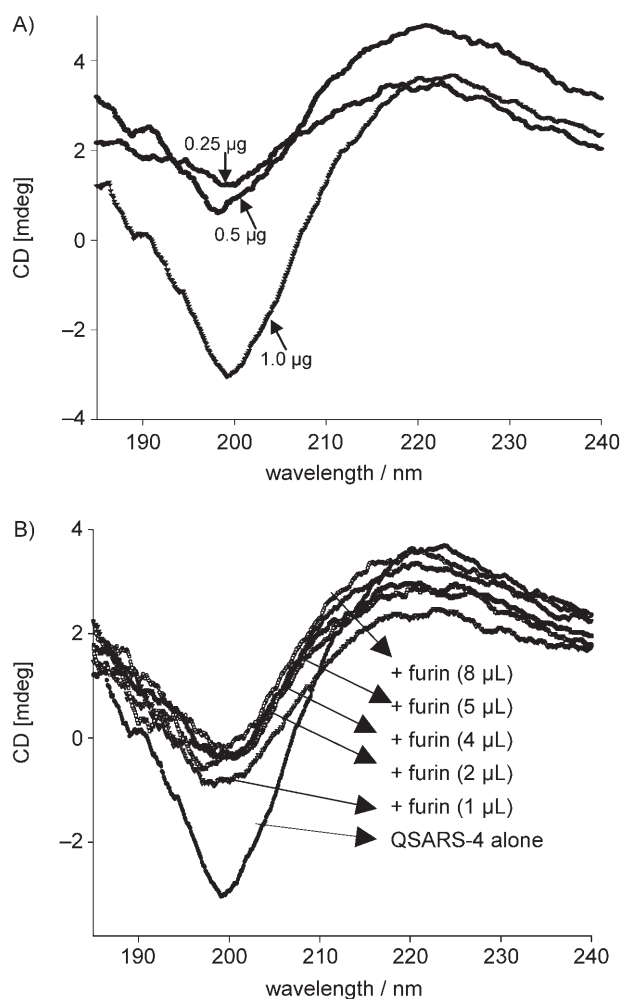 A)
4
2
0
–2
–4
CD [mdeg]
0.25 µg
0.5 µg
1.0 µg
190 200 210 220 230 240
wavelength / nm
B)
4
2
0
–2
CD [mdeg]
+ furin (8 µL)
+ furin (5 µL)
+ furin (4 µL)
+ furin (2 µL)
+ furin (1 µL)
QSARS-4 alone
190 200 210 220 230 240
wavelength / nm